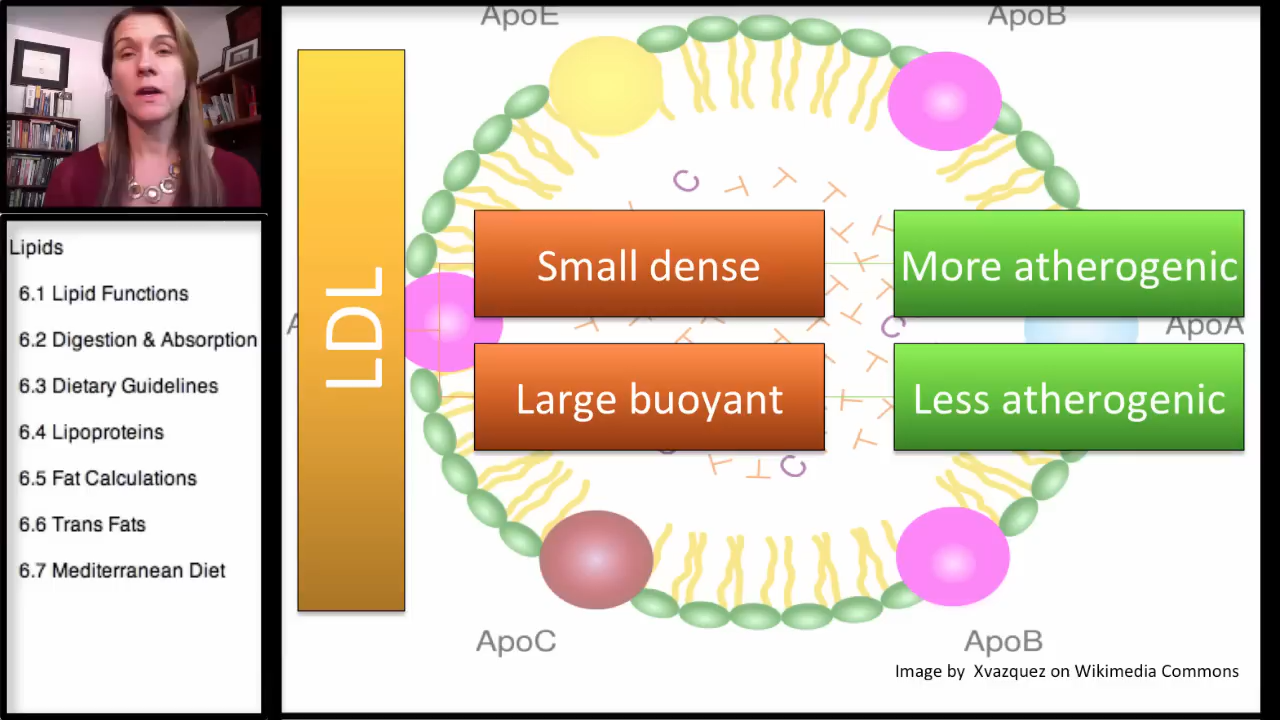 Lipids
6.1 Lipid Functions
6.2 Digestion & Absorption
6.3 Dietary Guidelines
6.4 Lipoproteins
6.5 Fat Calculations
6.6 Trans Fats
6.7 Mediterranean Diet
ApoE
ApoB
LDL
Small dense
More atherogenic
A
ApoA
Large buoyant
Less atherogenic
C
C
C
T
ApoC
ApoB
Image by Xvazquez on Wikimedia Commons